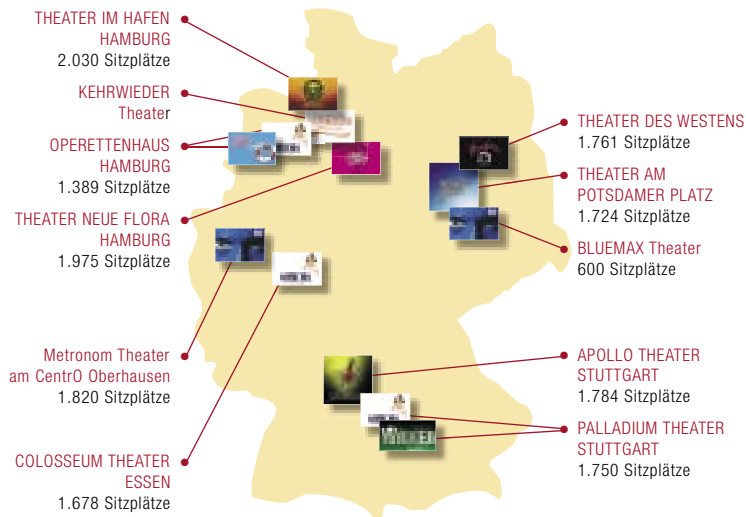 THEATER IM HAFEN
HAMBURG
2.030 Sitzplätze
KEHRWIEDER
Theater
OPERETTENHAUS
HAMBURG
1.389 Sitzplätze
THEATER NEUE FLORA
HAMBURG
1.975 Sitzplätze
Metronom Theater
am CentrO Oberhausen
1.820 Sitzplätze
COLOSSEUM THEATER
ESSEN
1.678 Sitzplätze
THEATER DES WESTENS
1.761 Sitzplätze
THEATER AM
POTSDAMER PLATZ
1.724 Sitzplätze
BLUEMAX Theater
600 Sitzplätze
APOLLO THEATER
STUTTGART
1.784 Sitzplätze
PALLADIUM THEATER
STUTTGART
1.750 Sitzplätze